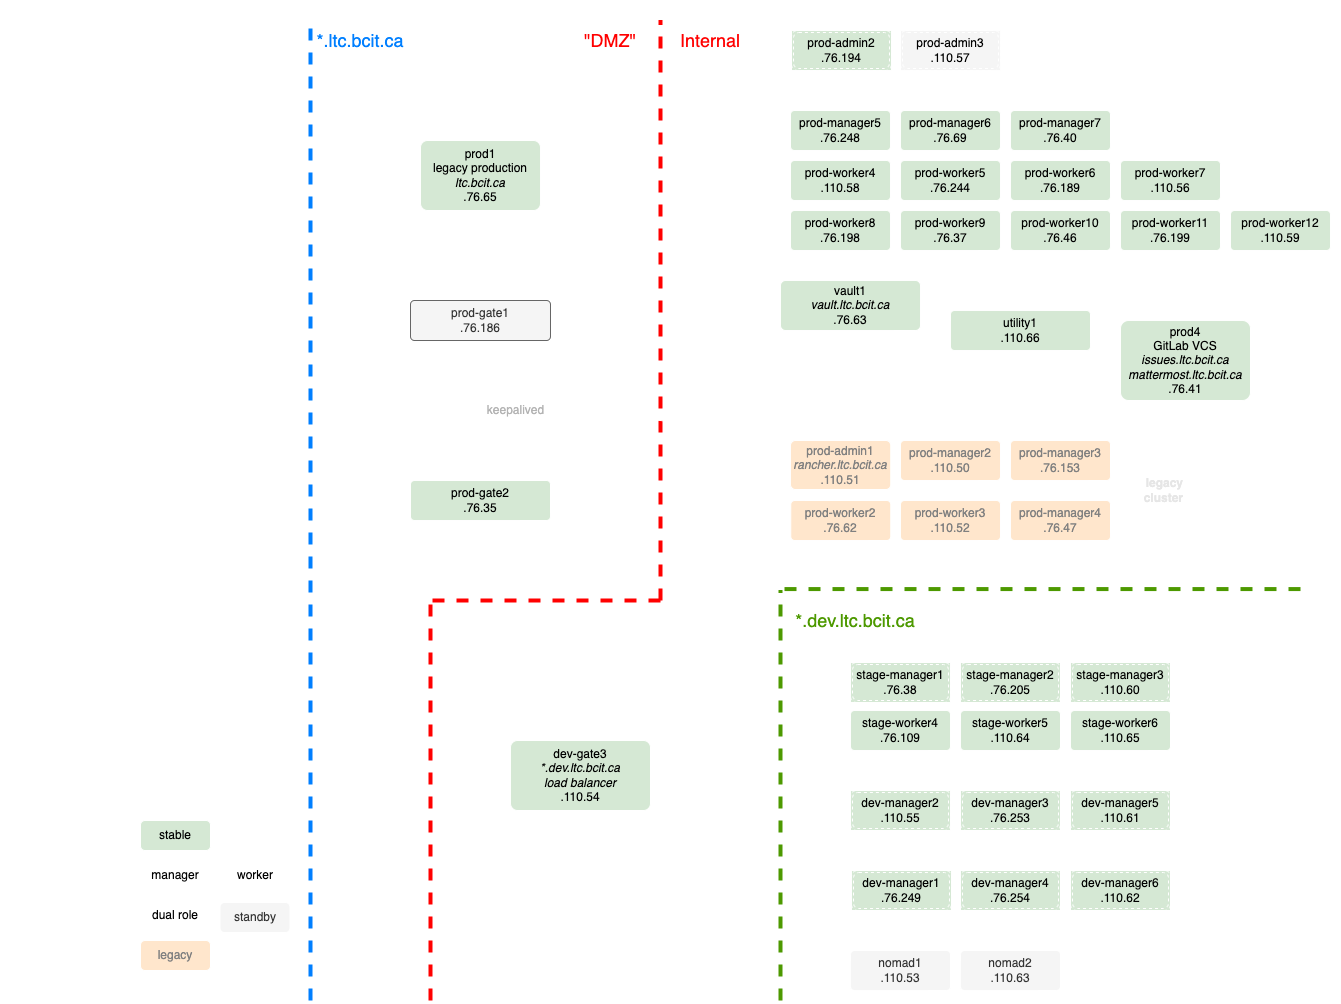 *.ltc.bcit.ca
"DMZ"
Internal
prod-admin2
.76.194
prod-admin3
.110.57
prod-manager5
.76.248
prod-manager6
.76.69
prod-manager7
.76.40
prod1
legacy production
ltc.bcit.ca
.76.65
prod-worker4
.110.58
prod-worker5
.76.244
prod-worker6
.76.189
prod-worker7
.110.56
prod-worker8
.76.198
prod-worker9
.76.37
prod-worker10
.76.46
prod-worker11
.76.199
prod-worker12
.110.59
vault1
vault.ltc.bcit.ca
.76.63
prod-gate1
.76.186
utility1
.110.66
prod4
GitLab VCS
issues.ltc.bcit.ca
mattermost.ltc.bcit.ca
.76.41
keepalived
prod-admin1
rancher.ltc.bcit.ca
.110.51
prod-manager2
.110.50
prod-manager3
.76.153
legacy
cluster
prod-gate2
.76.35
prod-worker2
.76.62
prod-worker3
.110.52
prod-manager4
.76.47
*.dev.ltc.bcit.ca
stage-manager1
.76.38
stage-manager2
.76.205
stage-manager3
.110.60
stage-worker4
.76.109
stage-worker5
.110.64
stage-worker6
.110.65
dev-gate3
*.dev.ltc.bcit.ca
load balancer
.110.54
dev-manager2
.110.55
dev-manager3
.76.253
dev-manager5
.110.61
stable
manager
worker
dev-manager1
.76.249
dev-manager4
.76.254
dev-manager6
.110.62
dual role
standby
legacy
nomad1
.110.53
nomad2
.110.63